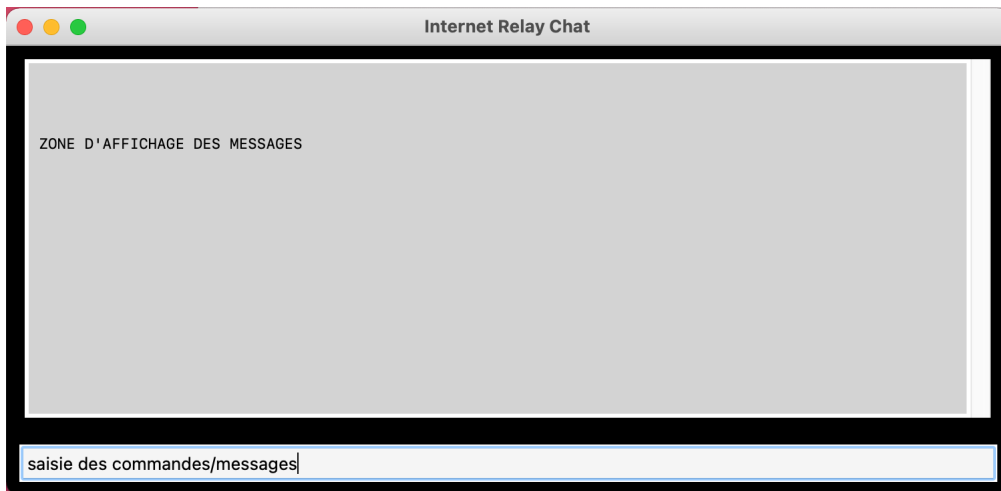 Internet Relay Chat
ZONE D'AFFICHAGE DES MESSAGES
saisie des commandes/messages